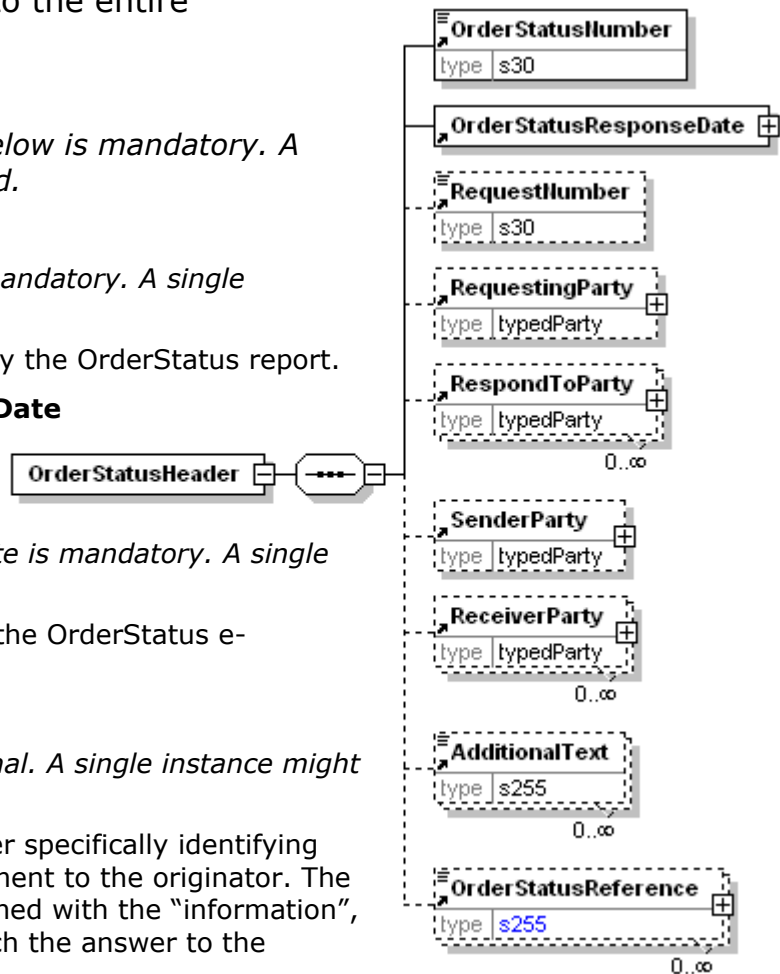 to the entire
elow is mandatory. A
d.
andatory. A single
y the OrderStatus report.
Date
te is mandatory. A single
the OrderStatus e-
nal. A single instance might
er specifically identifying
ment to the originator. The
ned with the “information”,
ch the answer to the
OrderStatusHeader
OrderStatusNumber
type s30
OrderStatusResponseDate
RequestNumber
type s30
RequestingParty
type typedParty
RespondToParty
type typedParty
0..∞
SenderParty
type typedParty
ReceiverParty
type typedParty
0..∞
AdditionalText
type s255
0..∞
OrderStatusReference
type s255
0..∞